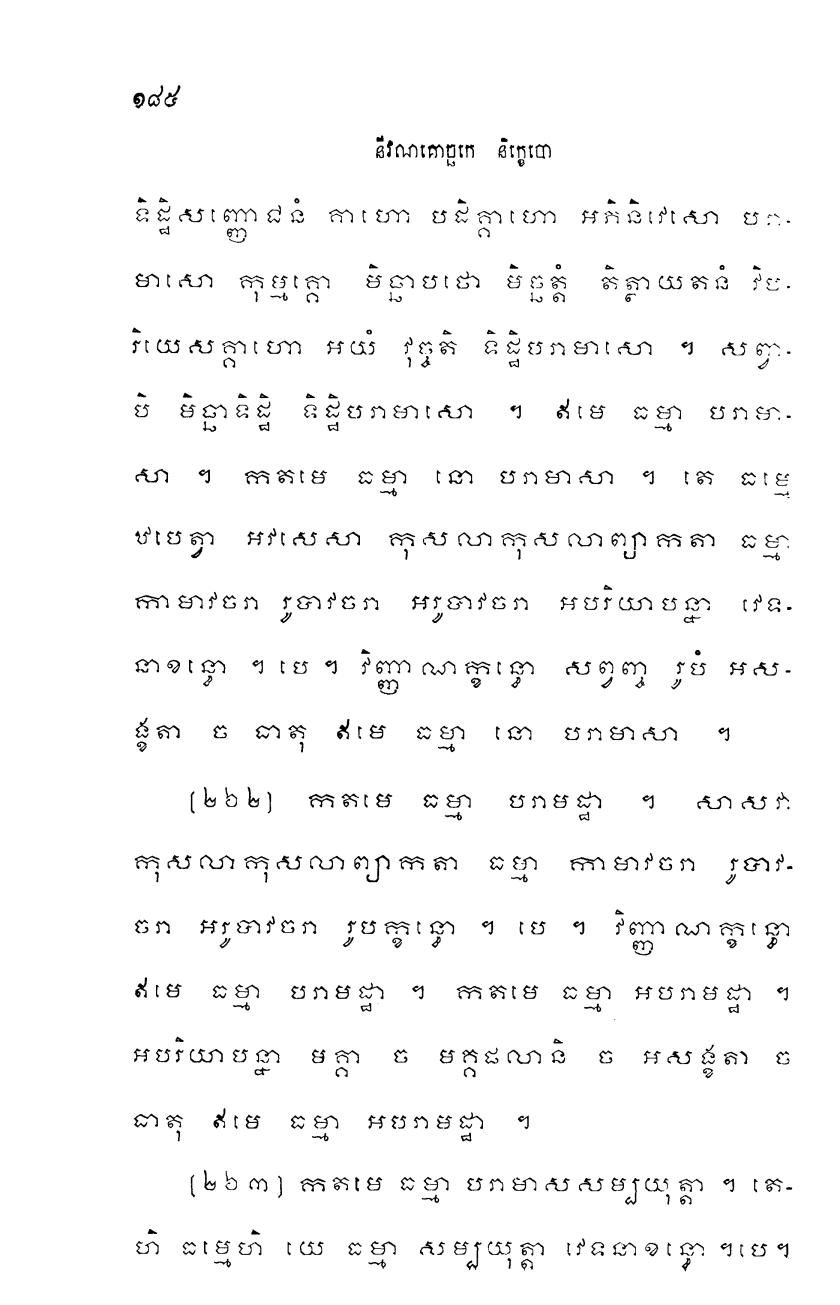 ១៨៥
នីវរណគោច្ឆកេ និក្ខេបោ
ទិដ្ឋិសញ្ញោជនំ គាហោ បដិគ្គាហោ អភិនិវេសោ បរា-
មាសោ កុម្មគ្គោ មិច្ឆាបថោ មិច្ឆត្តំ តិត្ថាយតនំ វិប-
រិយេសគ្គាហោ អយំ វុច្ចតិ ទិដ្ឋិបរាមាសោ ។ សព្វា-
បិ មិច្ឆាទិដ្ឋិ ទិដ្ឋិបរាមាសោ ។ ឥមេ ធម្មា បរាមា-
សា ។ កតមេ ធម្មា នោ បរាមាសា ។ តេ ធម្មេ
ឋបេត្វា អវសេសា កុសលាកុសលាព្យាកតា ធម្មា
កាមាវចរា រូបាវចរា អរូបាវចរា អបរិយាបន្នា វេទ-
នាខន្ធោ ។ បេ ។ វិញ្ញាណក្ខន្ធោ សព្វញ្ច រូបំ អស-
ង្ខតា ច ធាតុ ឥមេ ធម្មា នោ បរាមាសា ។
[២៦២] កតមេ ធម្មា បរាមដ្ឋា ។ សាសវា
កុសលាកុសលាព្យាកតា ធម្មា កាមាវចរា រូបាវ-
ចរា អរូបាវចរា រូបក្ខន្ធោ ។ បេ ។ វិញ្ញាណក្ខន្ធោ
ឥមេ ធម្មា បរាមដ្ឋា ។ កតមេ ធម្មា អបរាមដ្ឋា ។
អបរិយាបន្នា មគ្គា ច មគ្គផលានិ ច អសង្ខតា ច
ធាតុ ឥមេ ធម្មា អបរាមដ្ឋា ។
[២៦៣] កតមេ ធម្មា បរាមាសសម្បយុត្តា ។ តេ-
ហិ ធម្មេហិ យេ ធម្មា សម្បយុត្តា វេទនាខន្ធោ ។បេ។